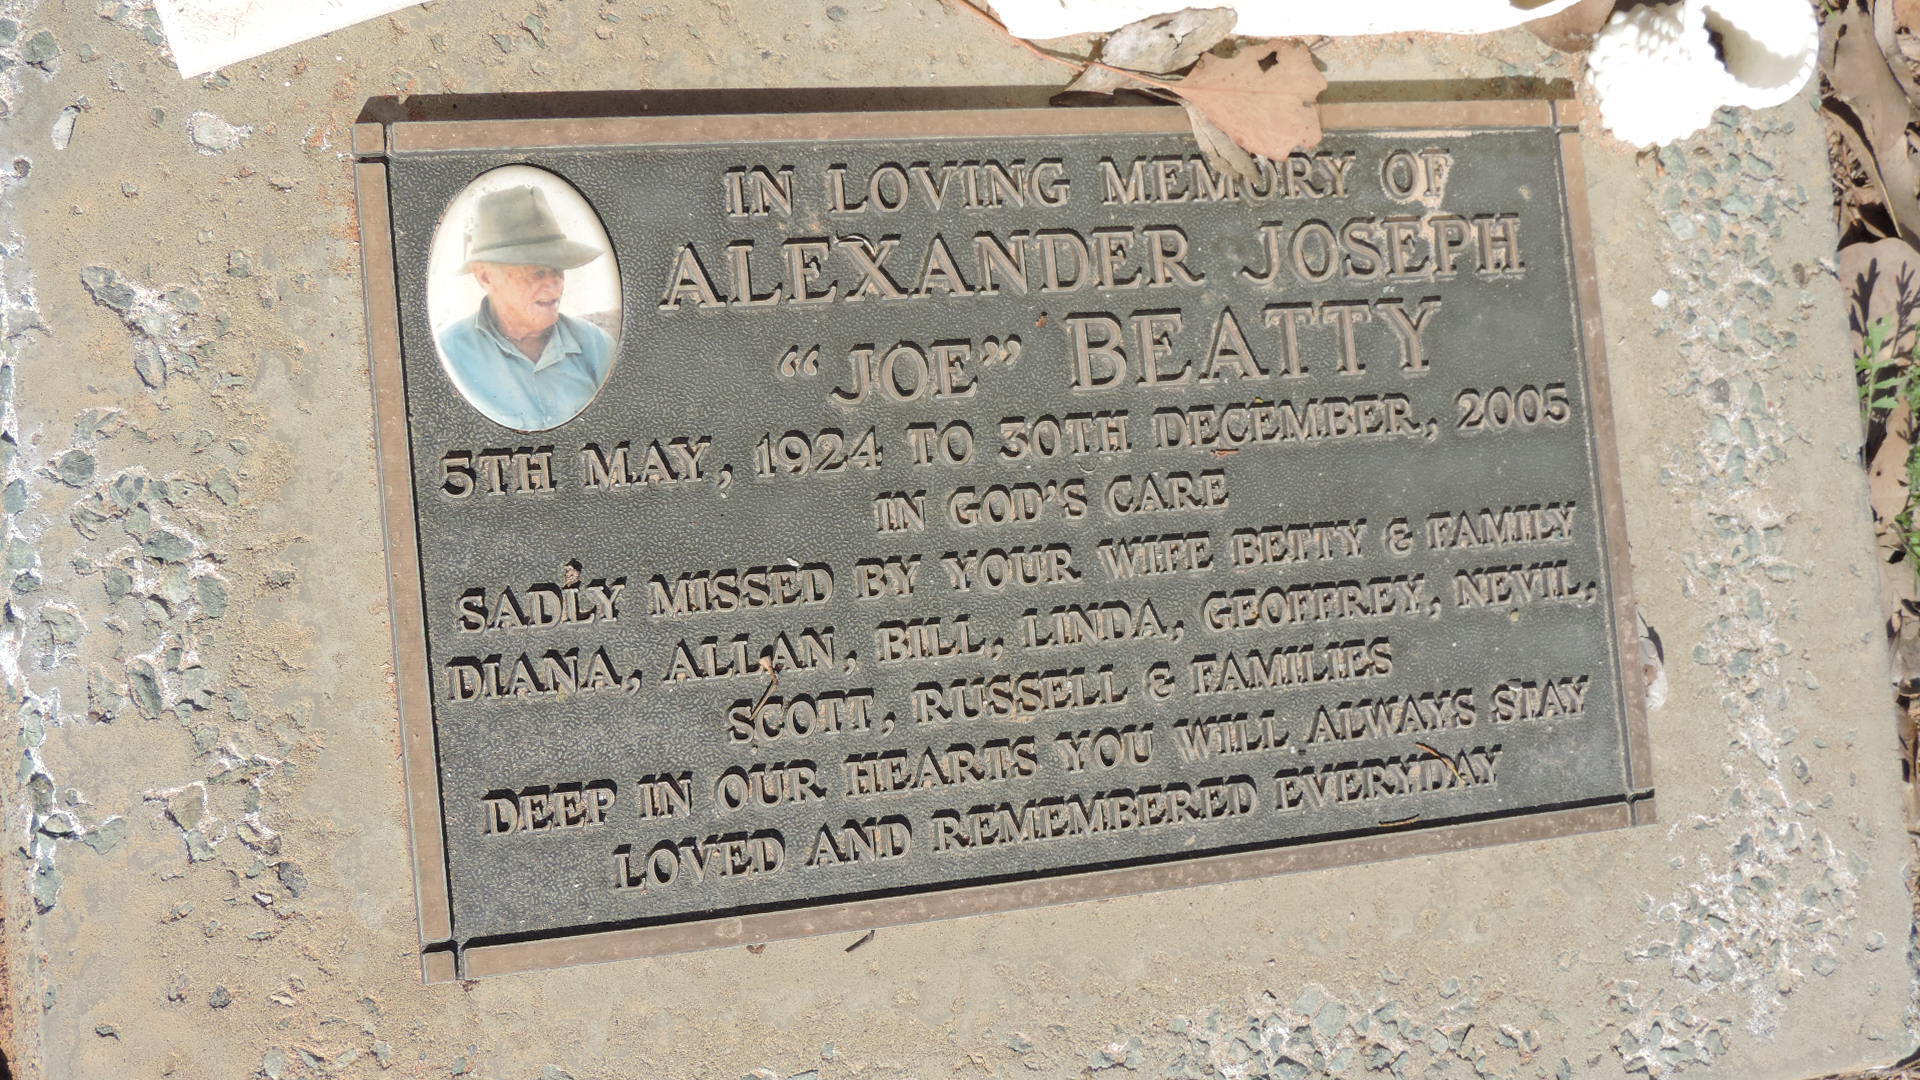 IN LOVING MEMORY OF
ALEXANDER JOSEPH
“JOE” BEATTY
5TH MAY, 1924 TO 30TH DECEMBER, 2005
IN GOD'S CARE
SADLY MISSED BY YOUR WIFE BETTY & FAMILY
DIANA, ALLAN, BILL, LINDA, GEOFFREY, NEVIL,
SCOTT, RUSSELL & FAMILIES
DEEP IN OUR HEARTS YOU WILL ALWAYS STAY
LOVED AND REMEMBERED EVERYDAY